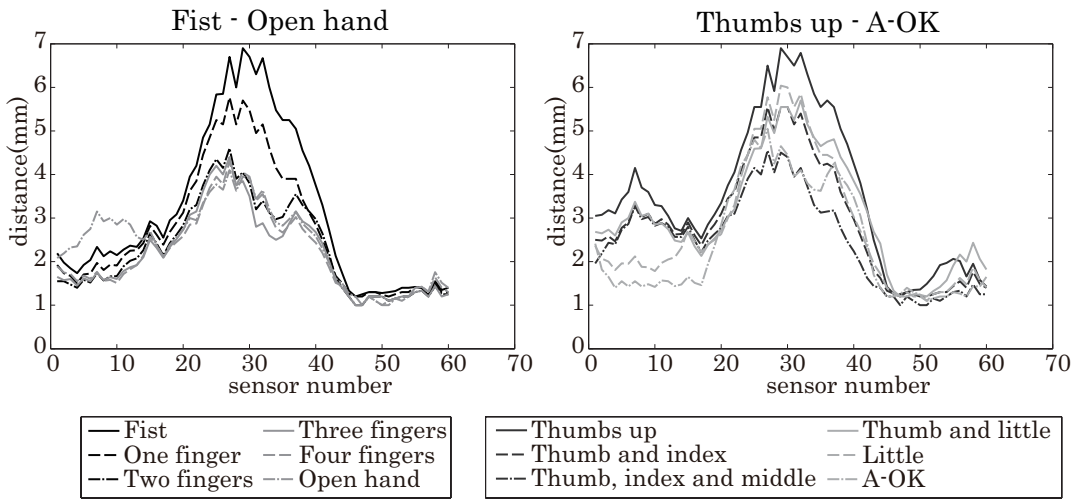 Fist - Open hand
7
6
5
4
3
2
1
0
distance(mm)
0 10 20 30 40 50 60 70
sensor number
Fist
One finger
Two fingers
Three fingers
Four fingers
Open hand
Thumbs up - A-OK
7
6
5
4
3
2
1
0
distance(mm)
0 10 20 30 40 50 60 70
sensor number
Thumbs up
Thumb and index
Thumb, index and middle
Thumb and little
Little
A-OK